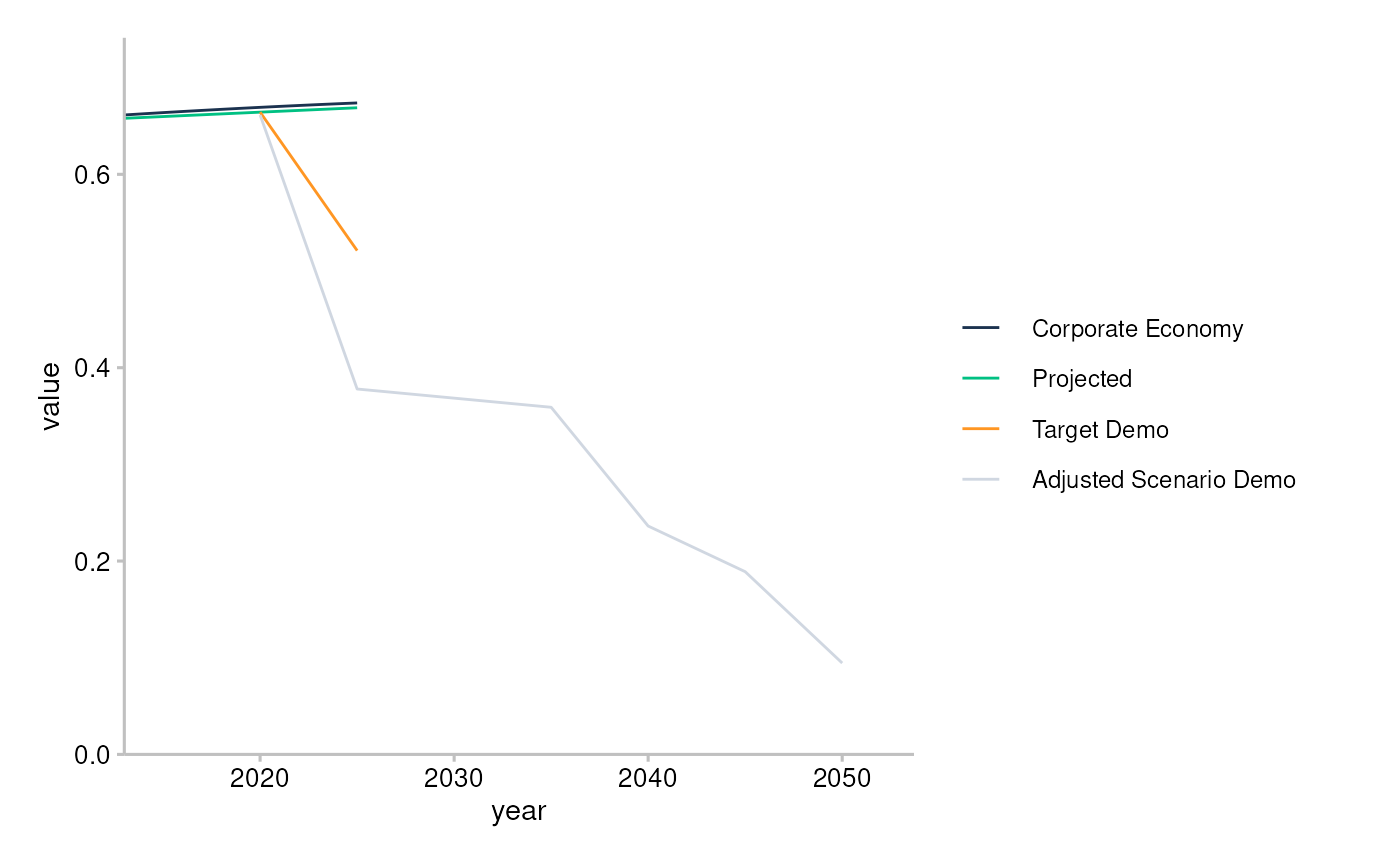 value
0.6
0.4
0.2
0.0
2020
2030
2040
2050
year
Corporate Economy
Projected
Target Demo
Adjusted Scenario Demo